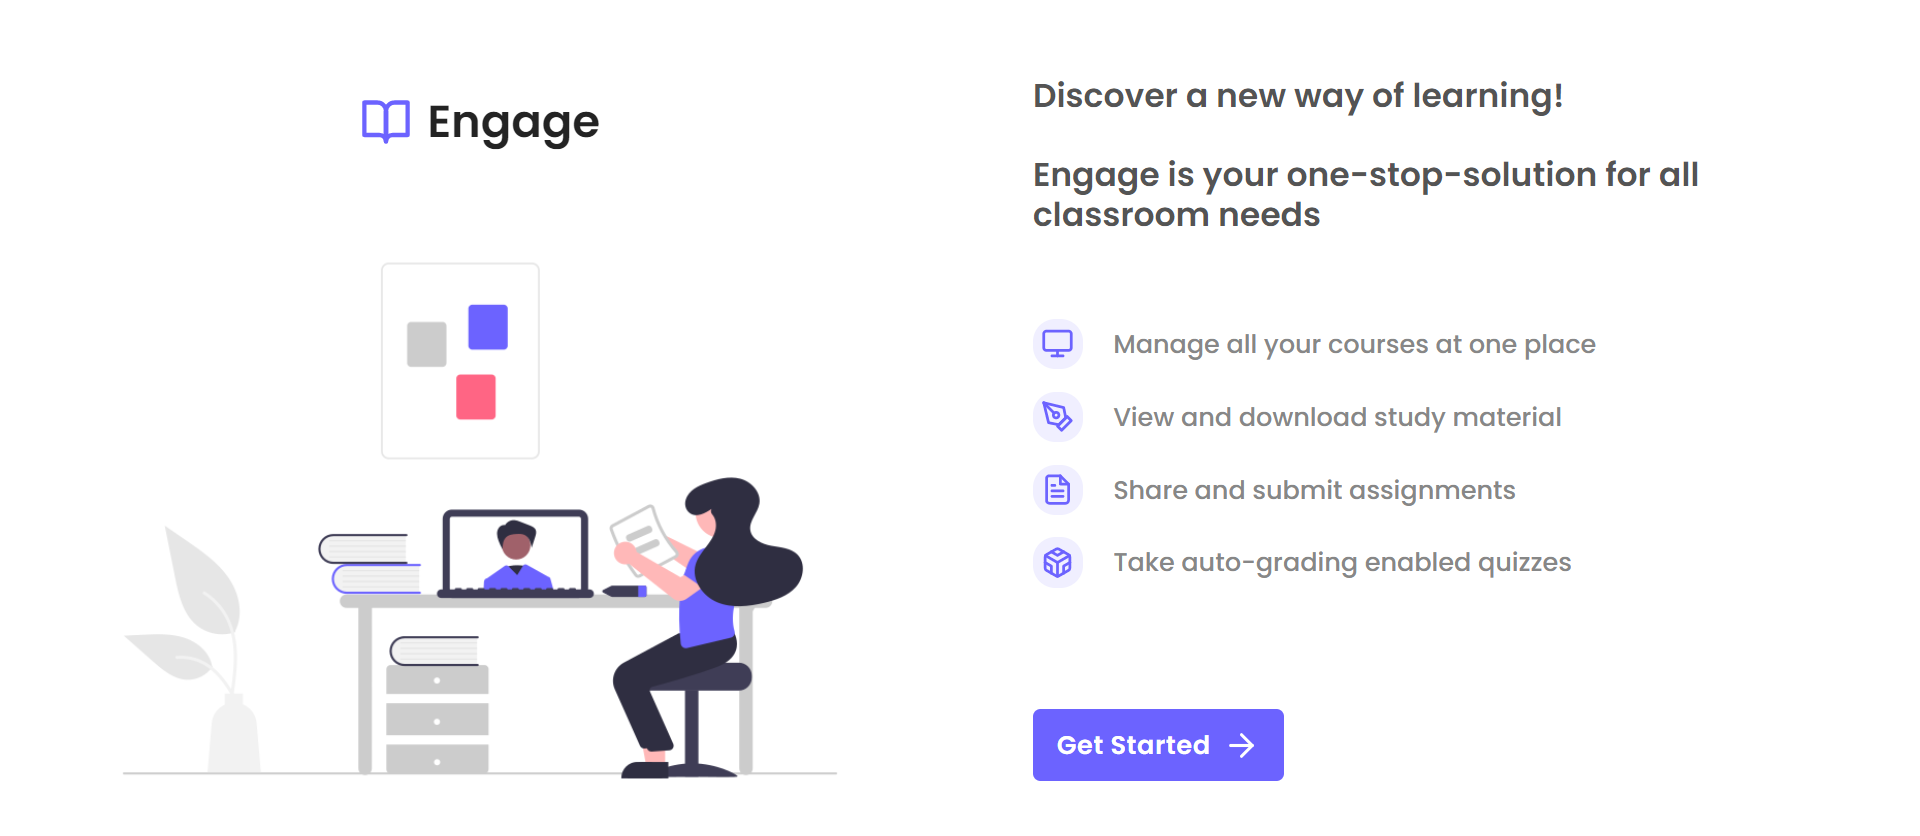 Engage
Discover a new way of learning!
Engage is your one-stop-solution for all
classroom needs
Manage all your courses at one place
View and download study material
Share and submit assignments
Take auto-grading enabled quizzes
Get Started